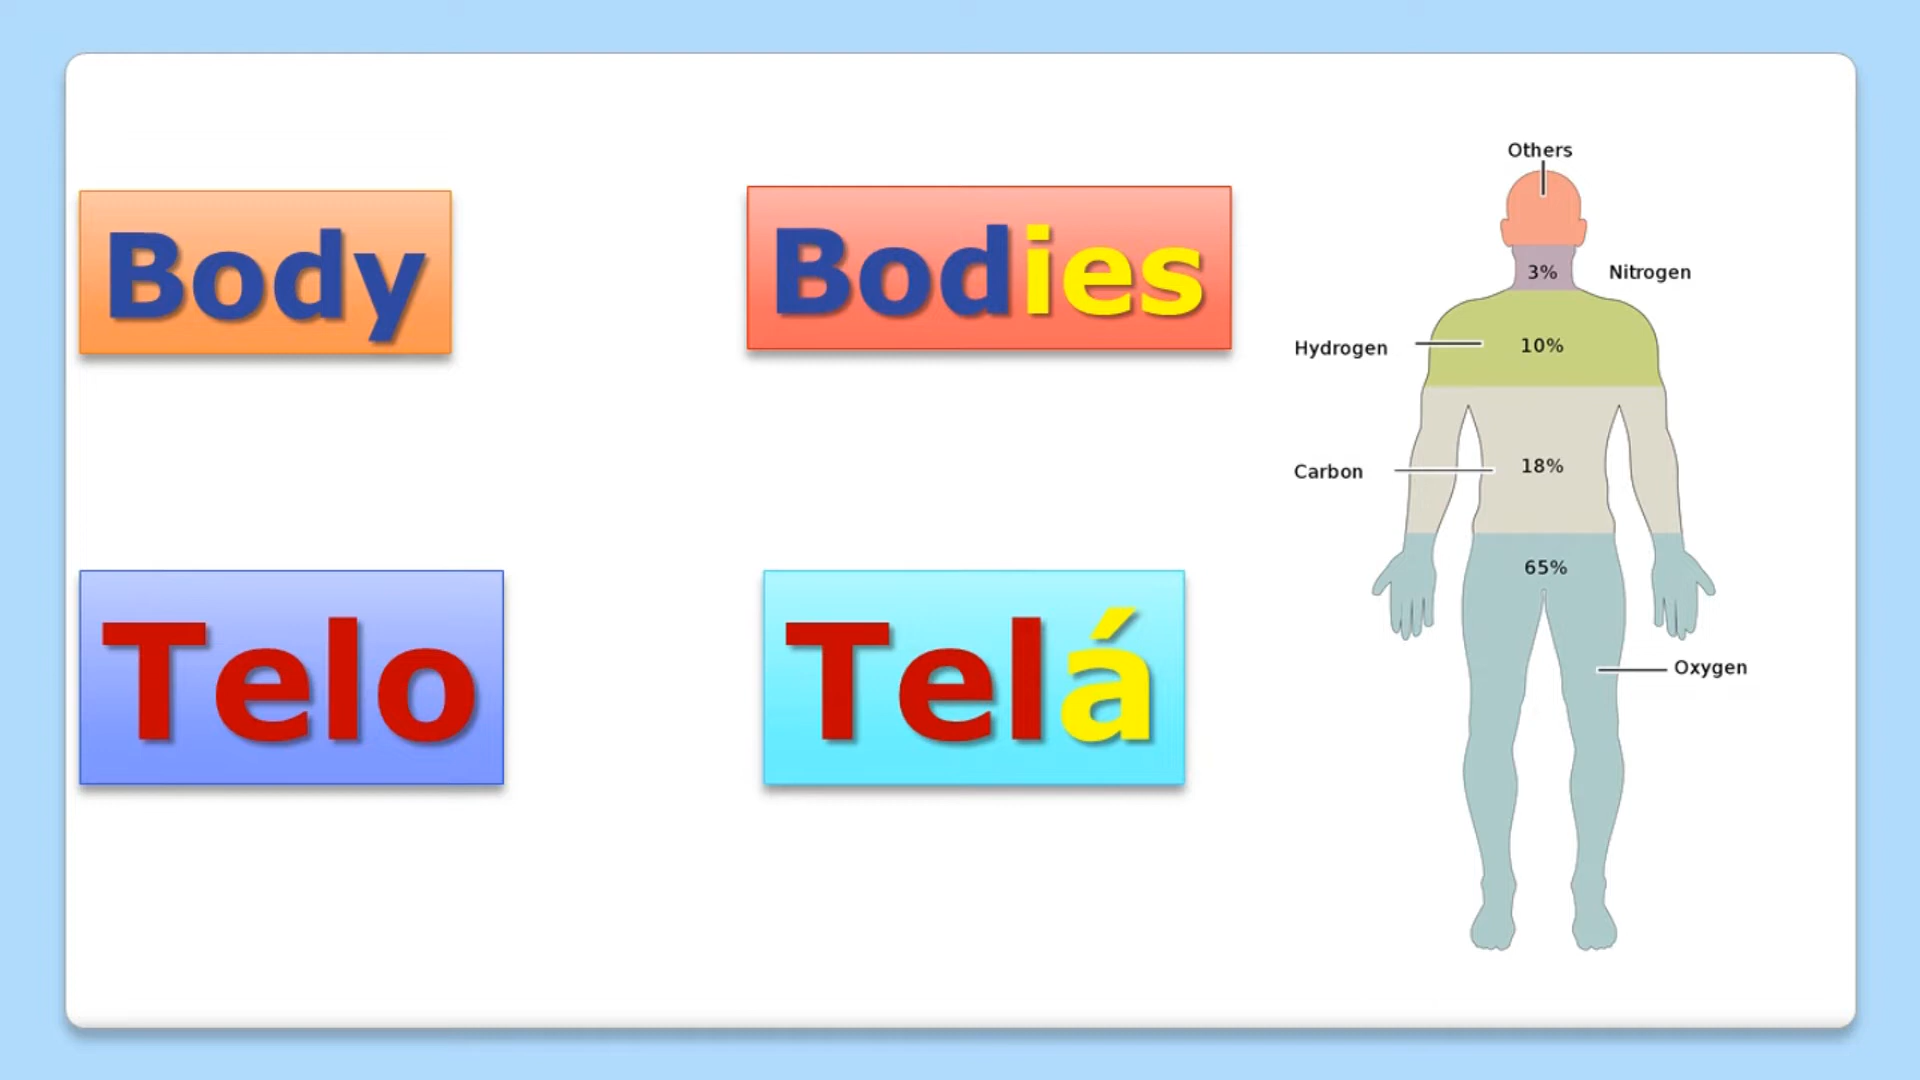 Body
Bodies
Telo
Telá
Others
3%
Nitrogen
Hydrogen
10%
Carbon
18%
65%
Oxygen